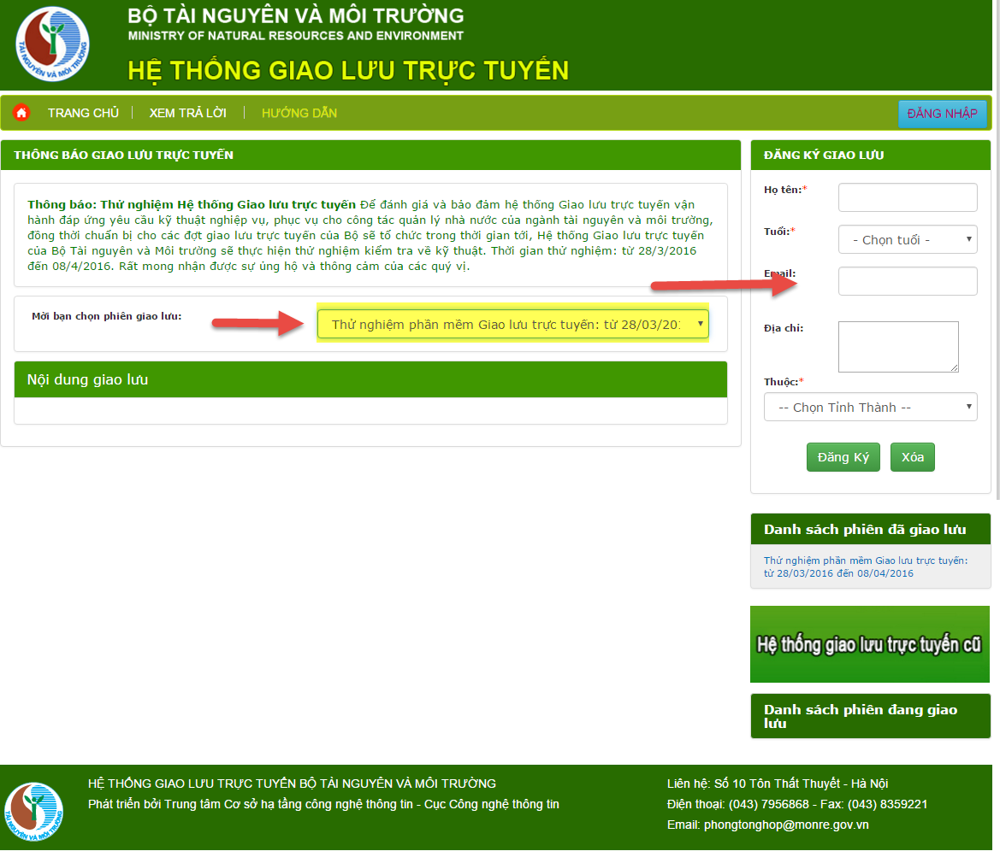 BỘ TÀI NGUYÊN VÀ MÔI TRƯỜNG
MINISTRY OF NATURAL RESOURCES AND ENVIRONMENT
HỆ THỐNG GIAO LƯU TRỰC TUYẾN
TÀI NGUYÊN VÀ MÔI TRƯỜNG
TRANG CHỦ
XEM TRẢ LỜI
HƯỚNG DẪN
ĐĂNG NHẬP
THÔNG BÁO GIAO LƯU TRỰC TUYẾN
Thông báo: Thử nghiệm Hệ thống Giao lưu trực tuyến Để đánh giá và bảo đảm hệ thống Giao lưu trực tuyến vận
hành đáp ứng yêu cầu kỹ thuật nghiệp vụ, phục vụ cho công tác quản lý nhà nước của ngành tài nguyên và môi trường,
đồng thời chuẩn bị cho các đợt giao lưu trực tuyến của Bộ sẽ tổ chức trong thời gian tới, Hệ thống Giao lưu trực tuyến
của Bộ Tài nguyên và Môi trường sẽ thực hiện thử nghiệm kiểm tra về kỹ thuật. Thời gian thử nghiệm: từ 28/3/2016
đến 08/4/2016. Rất mong nhận được sự ủng hộ và thông cảm của các quý vị.
Mời bạn chọn phiên giao lưu:
Thử nghiệm phần mềm Giao lưu trực tuyến: từ 28/03/201
Nội dung giao lưu
ĐĂNG KÝ GIAO LƯU
Họ tên:*
Tuổi:*
- Chọn tuổi -
Email:
Địa chỉ:
Thuộc:*
-- Chọn Tỉnh Thành --
Đăng Ký
Xóa
Danh sách phiên đã giao lưu
Thử nghiệm phần mềm Giao lưu trực tuyến:
từ 28/03/2016 đến 08/04/2016
Hệ thống giao lưu trực tuyến cũ
Danh sách phiên đang giao
lưu
TÀI NGUYÊN VÀ MÔI TRƯỜNG
HỆ THỐNG GIAO LƯU TRỰC TUYẾN BỘ TÀI NGUYÊN VÀ MÔI TRƯỜNG
Phát triển bởi Trung tâm Cơ sở hạ tầng công nghệ thông tin - Cục Công nghệ thông tin
Liên hệ: Số 10 Tôn Thất Thuyết - Hà Nội
Điện thoại: (043) 7956868 - Fax: (043) 8359221
Email: phongtonghop@monre.gov.vn